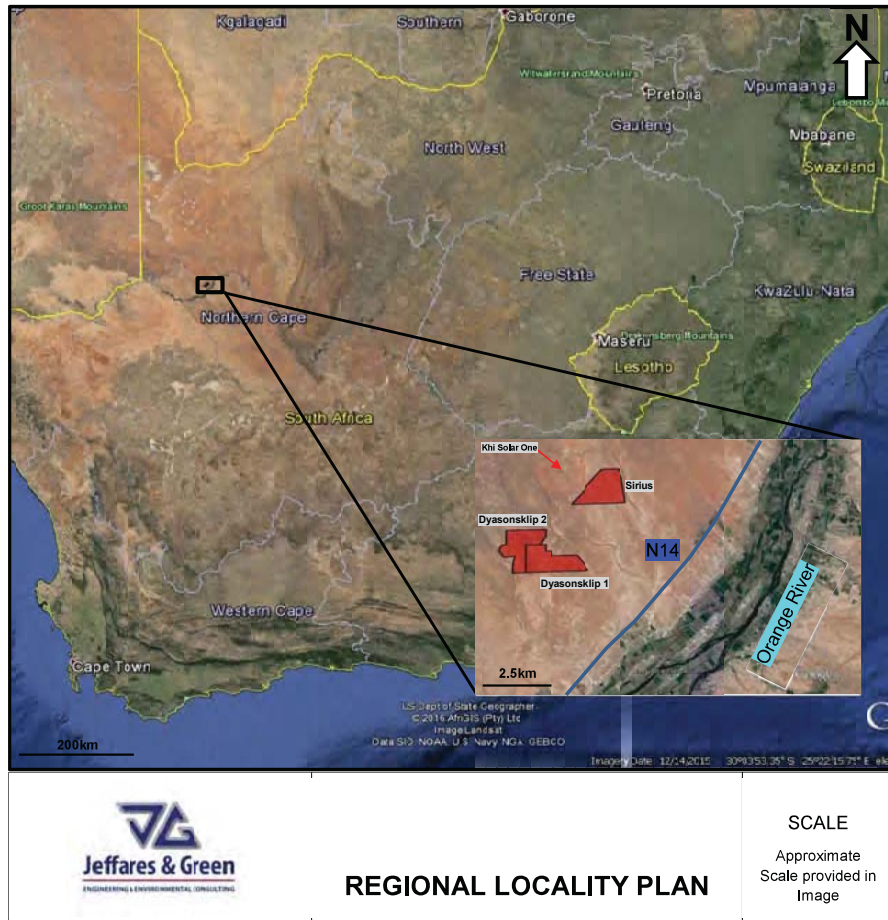 Kgalagadi
Southern
Gaborone
N
Witwatersrand Mountains
Mpumalanga
Pretoria
Gauteng
Mbabane
North West
Swaziland
Groot Karas Mountains
Free State
KwaZulu-Nata
Northern Cape
Drakensberg Mountains
Maseru
Lesotho
South Africa
Khi Solar One
Sirius
Dyasonsklip 2
N14
Dyasonsklip 1
Orange River
2.5km
Western Cape
Cape Town
US Dept of State Geographer
© 2016 AfriGIS (Pty) Ltd
Image Landsat
Data SIO, NOAA, U.S. Navy, NGA, GEBCO
200km
Imagery Date: 12/14/2015
ele
Jeffares & Green
ENGINEERING & ENVIRONMENTAL CONSULTING
REGIONAL LOCALITY PLAN
SCALE
Approximate
Scale provided in
Image